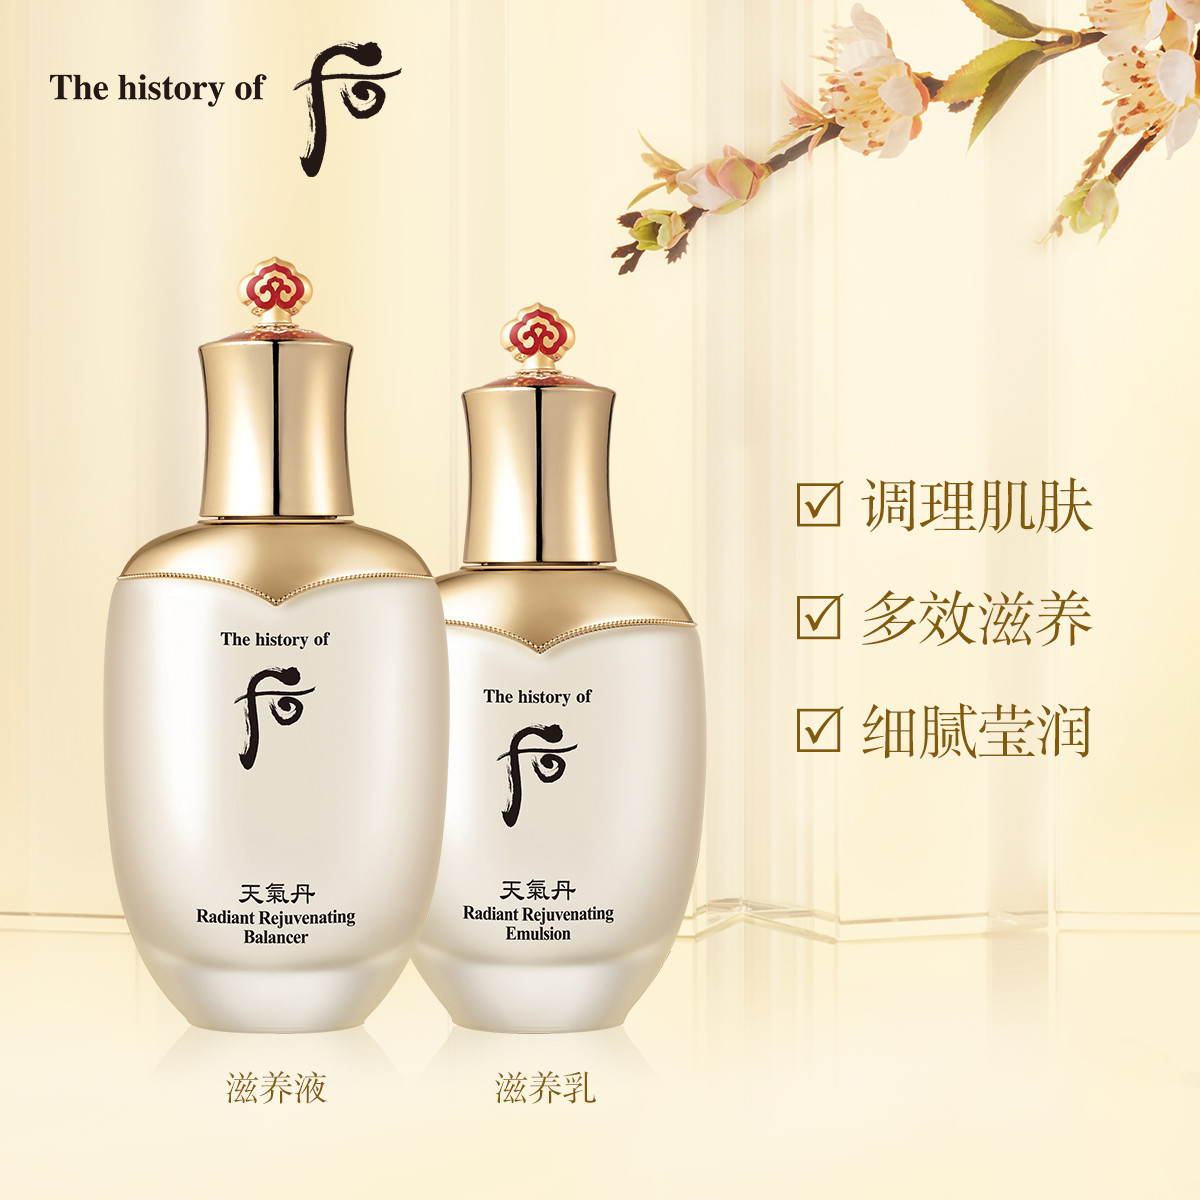 The history of 后
调理肌肤
多效滋养
细腻莹润
The history of
后
天氣丹
Radiant Rejuvenating
Balancer
The history of
后
天氣丹
Radiant Rejuvenating
Emulsion
滋养液
滋养乳